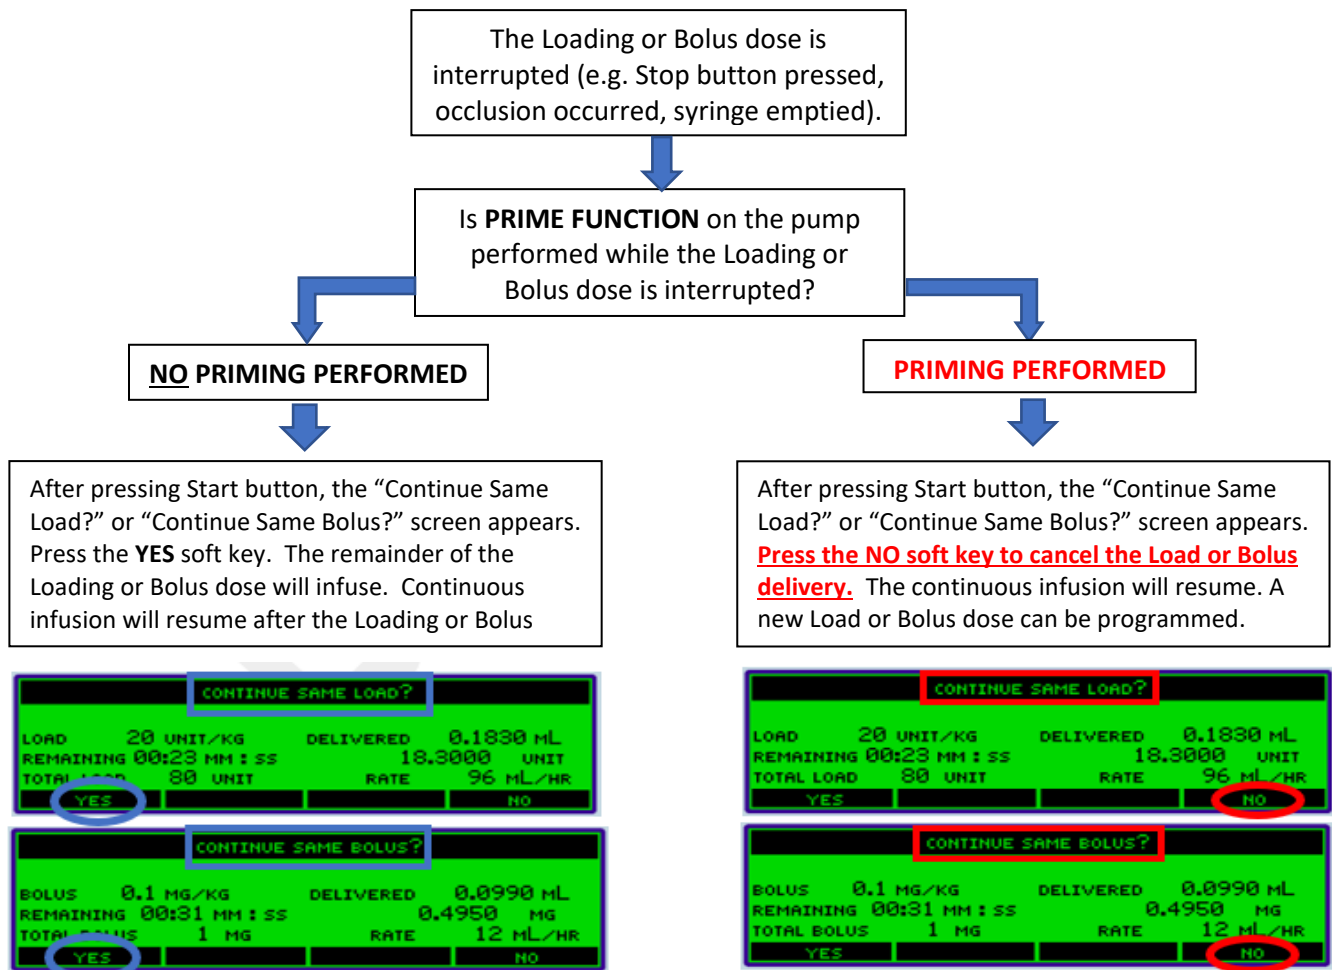 The Loading or Bolus dose is
interrupted (e.g. Stop button pressed,
occlusion occurred, syringe emptied).
Is PRIME FUNCTION on the pump
performed while the Loading or
Bolus dose is interrupted?
NO PRIMING PERFORMED
After pressing Start button, the “Continue Same
Load?” or “Continue Same Bolus?” screen appears.
Press the YES soft key. The remainder of the
Loading or Bolus dose will infuse. Continuous
infusion will resume after the Loading or Bolus
CONTINUE SAME LOAD?
LOAD 20 UNIT/KG DELIVERED 0.1830 mL
REMAINING 00:23 MM:SS 18.3000 UNIT
TOTAL LOAD 80 UNIT RATE 96 mL/HR
YES NO
CONTINUE SAME BOLUS?
BOLUS 0.1 MG/KG DELIVERED 0.0990 mL
REMAINING 00:31 MM:SS 0.4950 MG
TOTAL BOLUS 1 MG RATE 12 mL/HR
YES NO
PRIMING PERFORMED
After pressing Start button, the “Continue Same
Load?” or “Continue Same Bolus?” screen appears.
Press the NO soft key to cancel the Load or Bolus
delivery. The continuous infusion will resume. A
new Load or Bolus dose can be programmed.
CONTINUE SAME LOAD?
LOAD 20 UNIT/KG DELIVERED 0.1830 mL
REMAINING 00:23 MM:SS 18.3000 UNIT
TOTAL LOAD 80 UNIT RATE 96 mL/HR
YES NO
CONTINUE SAME BOLUS?
BOLUS 0.1 MG/KG DELIVERED 0.0990 mL
REMAINING 00:31 MM:SS 0.4950 MG
TOTAL BOLUS 1 MG RATE 12 mL/HR
YES NO